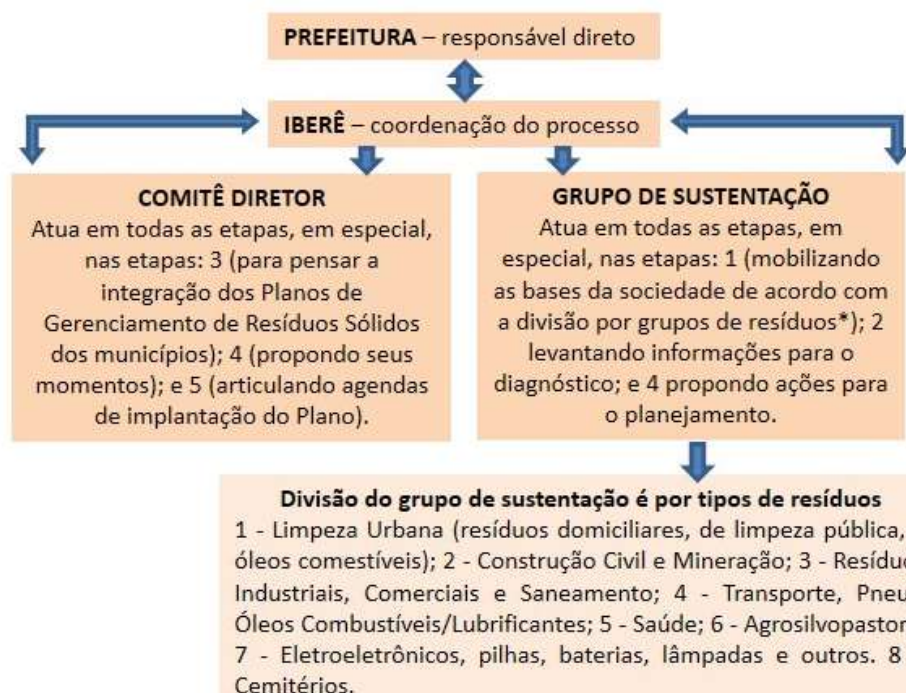 PREFEITURA – responsável direto
IBERÊ – coordenação do processo
COMITÊ DIRETOR
Atua em todas as etapas, em especial,
nas etapas: 3 (para pensar a
integração dos Planos de
Gerenciamento de Resíduos Sólidos
dos municípios); 4 (propondo seus
momentos); e 5 (articulando agendas
de implantação do Plano).
GRUPO DE SUSTENTAÇÃO
Atua em todas as etapas, em
especial, nas etapas: 1 (mobilizando
as bases da sociedade de acordo com
a divisão por grupos de resíduos*); 2
levantando informações para o
diagnóstico; e 4 propondo ações para
o planejamento.
Divisão do grupo de sustentação é por tipos de resíduos
1 - Limpeza Urbana (resíduos domiciliares, de limpeza pública,
óleos comestíveis); 2 - Construção Civil e Mineração; 3 -
Industriais, Comerciais e Saneamento; 4 - Transporte,
Óleos Combustíveis/Lubrificantes; 5 - Saúde; 6 -
7 - Eletroeletrônicos, pilhas, baterias, lâmpadas e outros. 8
Cemitérios.